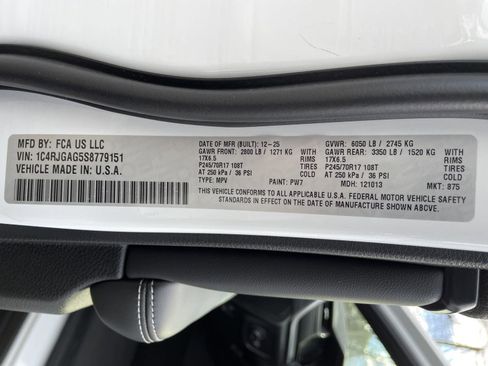 MFD BY: FCA US LLC
VIN: 1C4RJGAG5S8779151
VEHICLE MADE IN: U.S.A.
DATE OF MFR (BUILT): 12-25
GAWR FRONT: 2800 LB / 1271 KG
17X6.5 RIMS
P245/70R17 108T TIRES
AT 250 kPa / 36 PSI COLD
TYPE: MPV PAINT: PW7
GVWR: 6050 LB / 2745 KG
GAWR REAR: 3350 LB / 1520 KG
17X6.5 RIMS
P245/70R17 108T TIRES
AT 250 kPa / 36 PSI COLD
MDH: 121013 MKT: 875
THIS VEHICLE CONFORMS TO ALL APPLICABLE U.S.A. FEDERAL MOTOR VEHICLE SAFETY
STANDARDS IN EFFECT ON THE DATE OF MANUFACTURE SHOWN ABOVE.